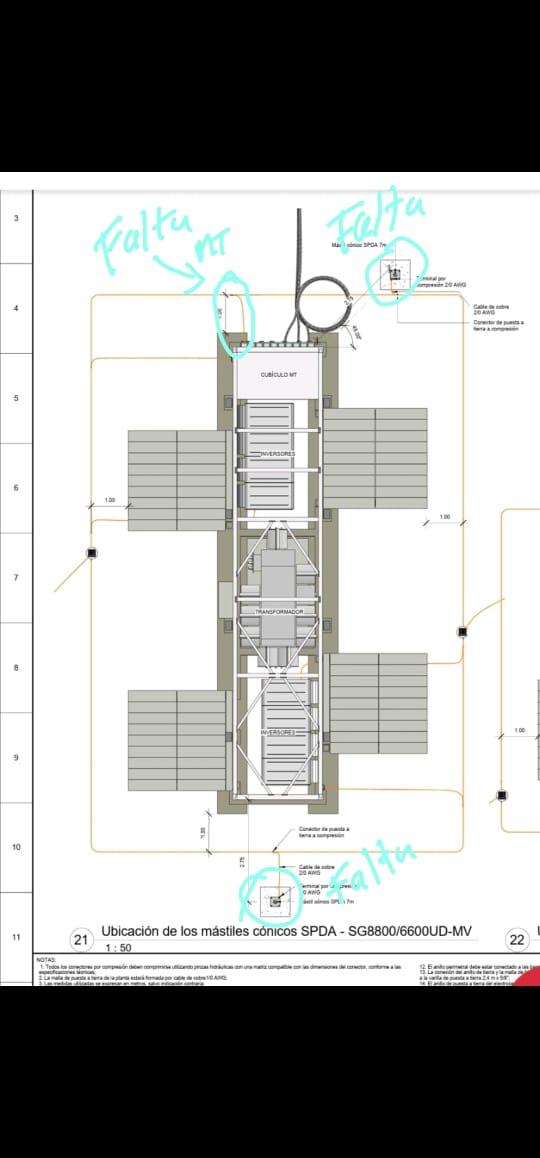 3
Falta MT
Falta
Mástil cónico SPDA 7m
Terminal por
compresión 2/0 AWG
4
1.00
Cable de cobre
2/0 AWG
Conector de puesta a
tierra a compresión
45.00°
CUBÍCULO MT
5
INVERSORES
6
1.00
1.00
7
TRANSFORMADOR
8
INVERSORES
9
1.00
1.00
10
2.75
Conector de puesta a
tierra a compresión
Cable de cobre
2/0 AWG
Falta
Terminal por compresión
2/0 AWG
Mástil cónico SPDA 7m
11
21
Ubicación de los mástiles cónicos SPDA - SG8800/6600UD-MV
1 : 50
22
NOTAS:
1. Todos los conectores por compresión deben comprimirse utilizando pinzas hidráulicas con una matriz compatible con las dimensiones del conector, conforme a las
especificaciones técnicas;
2. La malla de puesta a tierra de la planta estará formada por cable de cobre 1/0 AWG;
3. Las medidas utilizadas se expresan en metros, salvo indicación contraria;
12. El anillo perimetral debe estar conectado a las
13. La conexión del anillo de tierra y la malla de
a la varilla de puesta a tierra 2,4 m x 5/8";
14. El anillo de puesta a tierra del